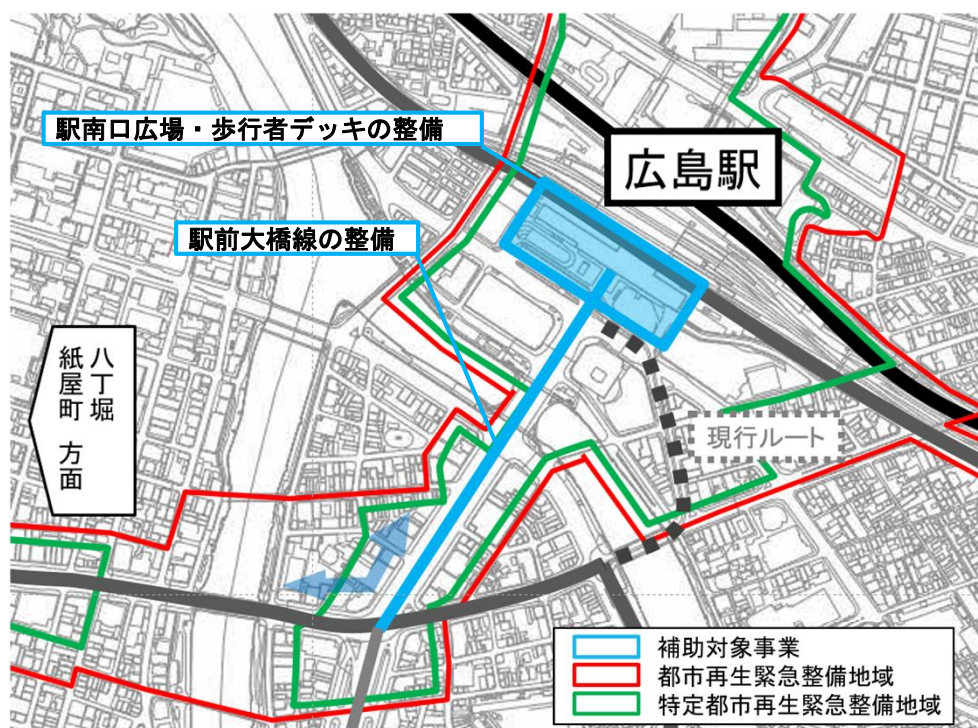 駅南口広場・歩行者デッキの整備
広島駅
駅前大橋線の整備
八丁堀
紙屋町 方面
現行ルート
補助対象事業
都市再生緊急整備地域
特定都市再生緊急整備地域